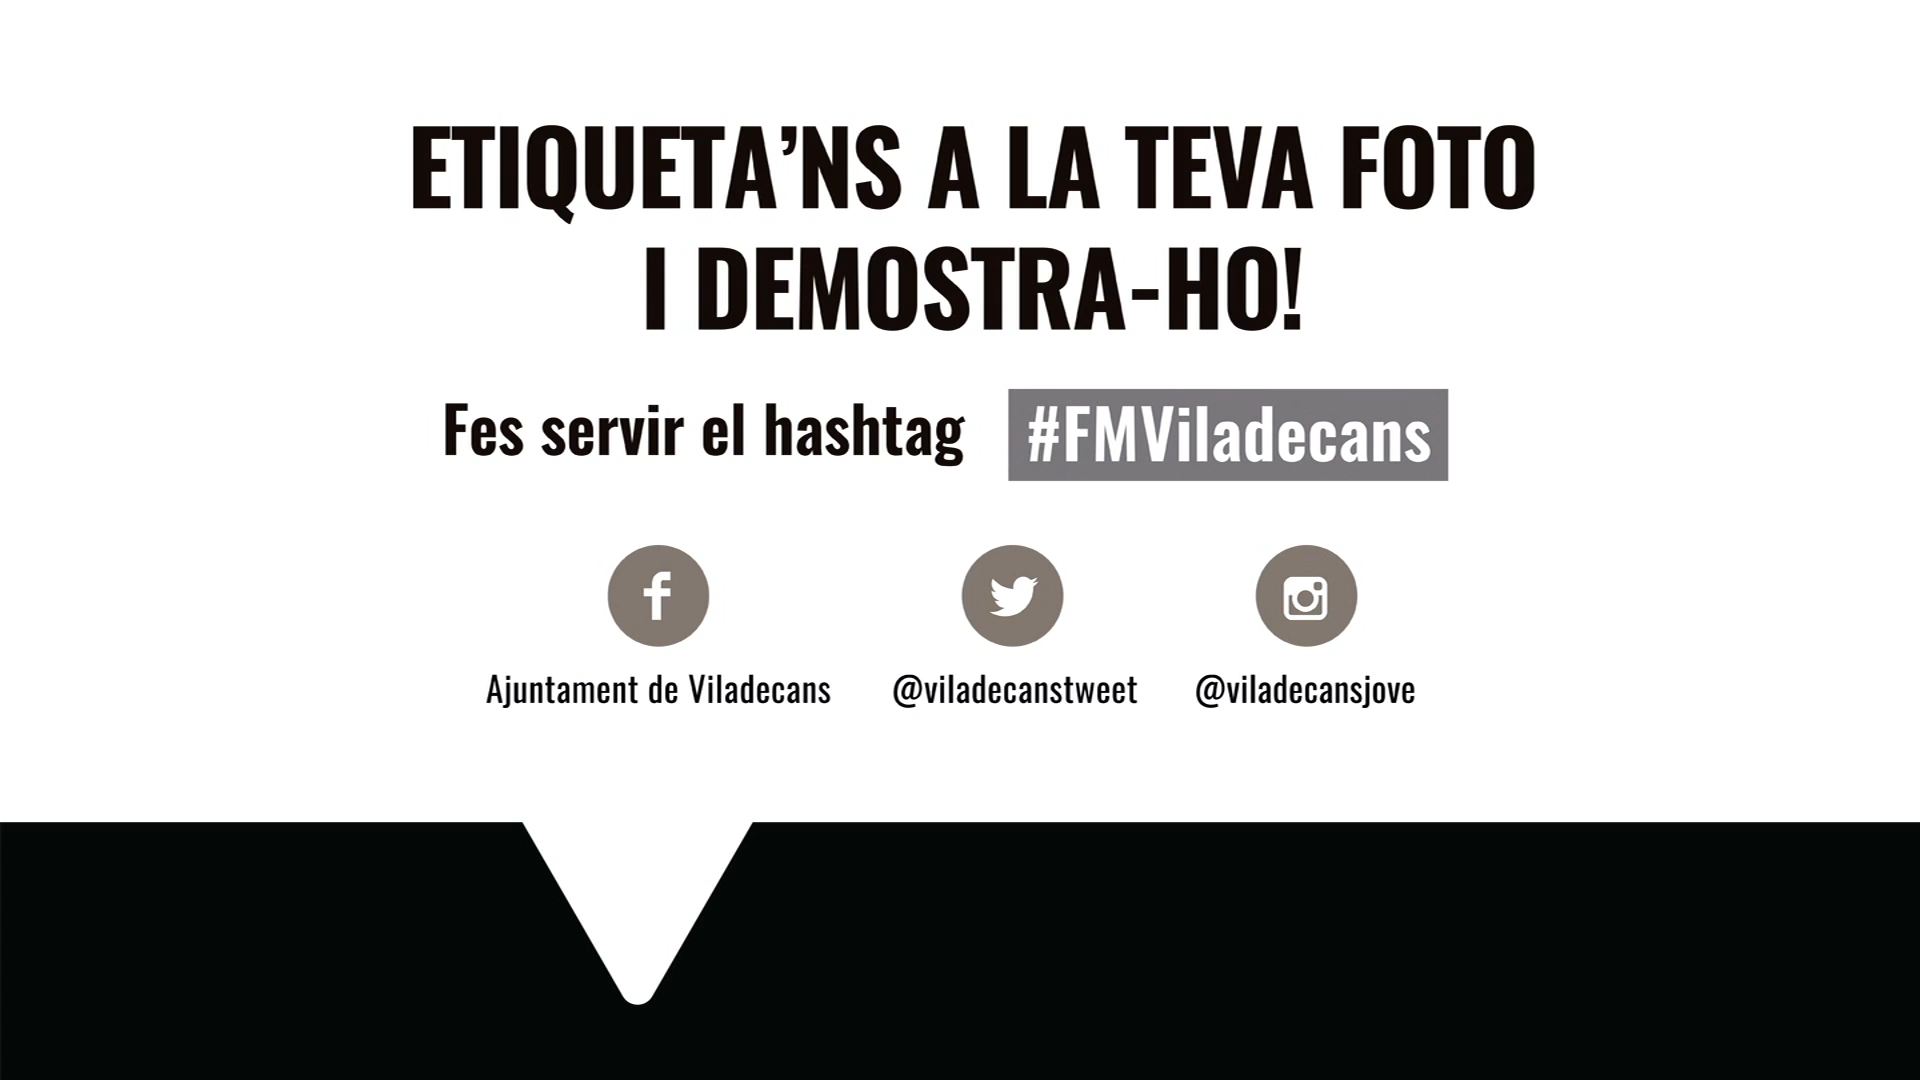 ETIQUETA’NS A LA TEVA FOTO
I DEMOSTRA-HO!
Fes servir el hashtag #FMViladecans
Ajuntament de Viladecans @viladecanstweet @viladecansjove